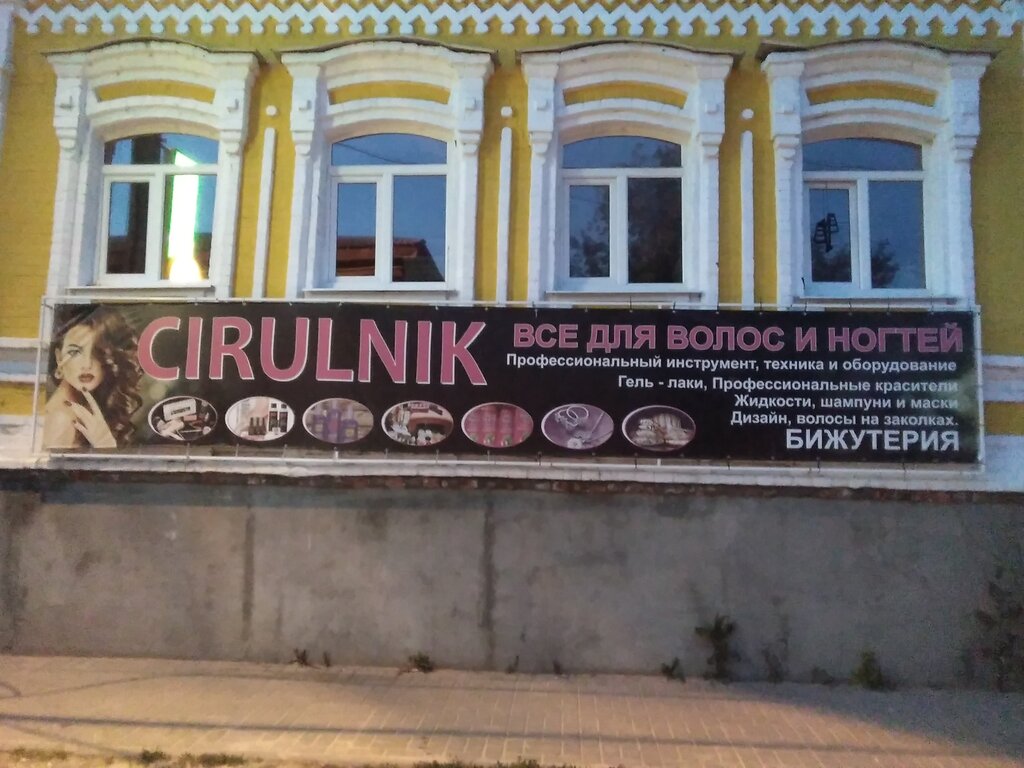 CIRULNIK
ВСЕ ДЛЯ ВОЛОС И НОГТЕЙ
Профессиональный инструмент, техника и оборудование
Гель - лаки, Профессиональные красители
Жидкости, шампуни и маски
Дизайн, волосы на заколках.
БИЖУТЕРИЯ